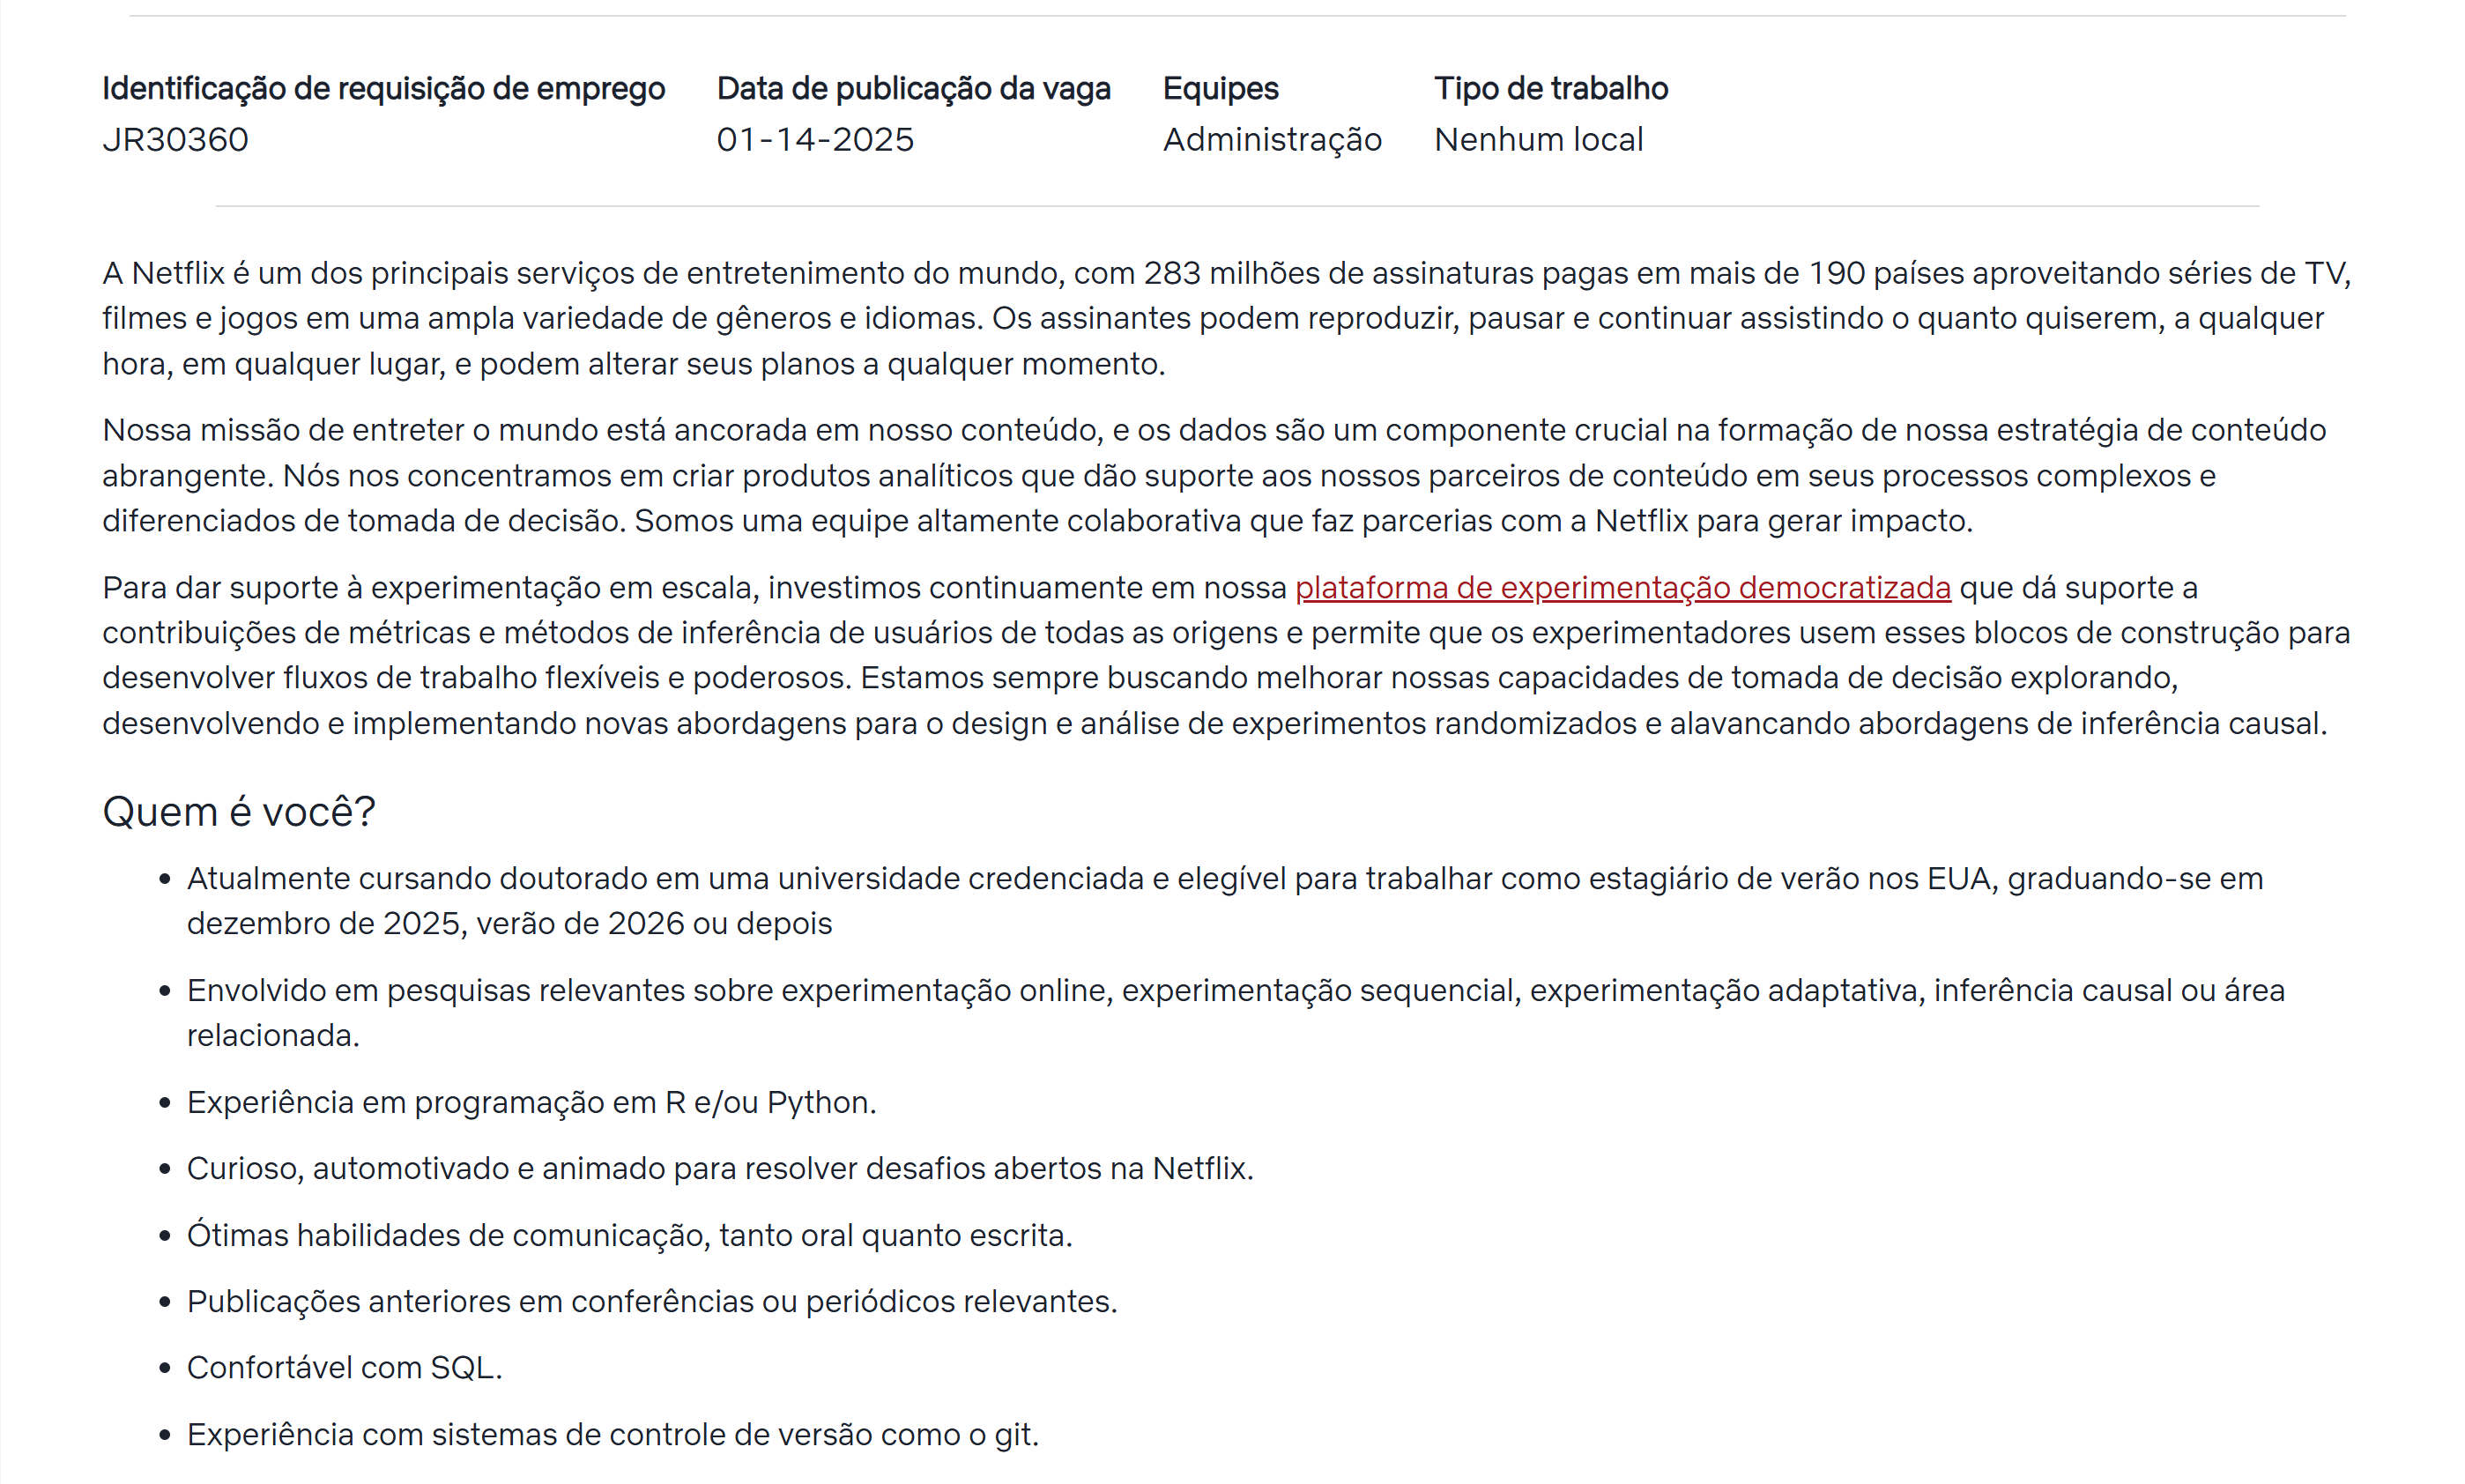 Identificação de requisição de emprego Data de publicação da vaga Equipes Tipo de trabalho
JR30360 01-14-2025 Administração Nenhum local
A Netflix é um dos principais serviços de entretenimento do mundo, com 283 milhões de assinaturas pagas em mais de 190 países aproveitando séries de TV,
filmes e jogos em uma ampla variedade de gêneros e idiomas. Os assinantes podem reproduzir, pausar e continuar assistindo o quanto quiserem, a qualquer
hora, em qualquer lugar, e podem alterar seus planos a qualquer momento.
Nossa missão de entreter o mundo está ancorada em nosso conteúdo, e os dados são um componente crucial na formação de nossa estratégia de conteúdo
abrangente. Nós nos concentramos em criar produtos analíticos que dão suporte aos nossos parceiros de conteúdo em seus processos complexos e
diferenciados de tomada de decisão. Somos uma equipe altamente colaborativa que faz parcerias com a Netflix para gerar impacto.
Para dar suporte à experimentação em escala, investimos continuamente em nossa plataforma de experimentação democratizada que dá suporte a
contribuições de métricas e métodos de inferência de usuários de todas as origens e permite que os experimentadores usem esses blocos de construção para
desenvolver fluxos de trabalho flexíveis e poderosos. Estamos sempre buscando melhorar nossas capacidades de tomada de decisão explorando,
desenvolvendo e implementando novas abordagens para o design e análise de experimentos randomizados e alavancando abordagens de inferência causal.
Quem é você?
• Atualmente cursando doutorado em uma universidade credenciada e elegível para trabalhar como estagiário de verão nos EUA, graduando-se em
dezembro de 2025, verão de 2026 ou depois
• Envolvido em pesquisas relevantes sobre experimentação online, experimentação sequencial, experimentação adaptativa, inferência causal ou área
relacionada.
• Experiência em programação em R e/ou Python.
• Curioso, automotivado e animado para resolver desafios abertos na Netflix.
• Ótimas habilidades de comunicação, tanto oral quanto escrita.
• Publicações anteriores em conferências ou periódicos relevantes.
• Confortável com SQL.
• Experiência com sistemas de controle de versão como o git.